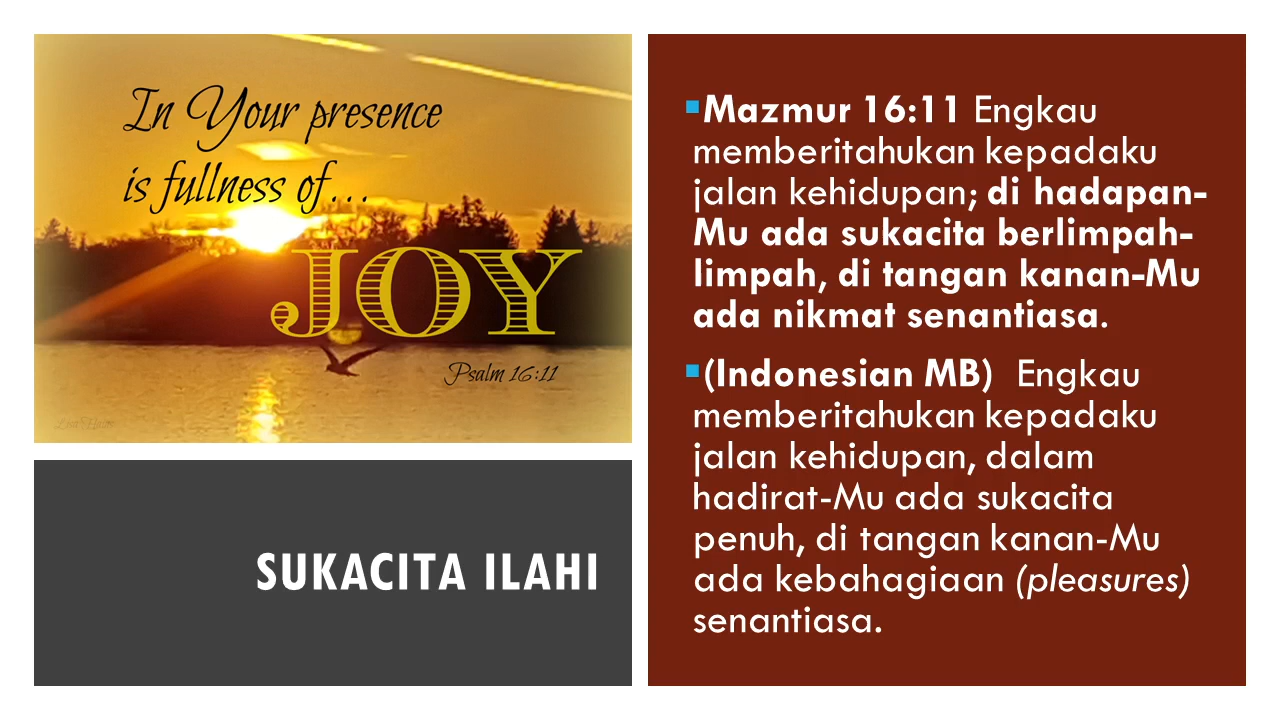 In Your presence
is fullness of...
JOY
Psalm 16:11
SUKACITA ILAHI
▪Mazmur 16:11 Engkau
memberitahukan kepadaku
jalan kehidupan; di hadapan-
Mu ada sukacita berlimpah-
limpah, di tangan kanan-Mu
ada nikmat senantiasa.
▪(Indonesian MB)  Engkau
memberitahukan kepadaku
jalan kehidupan, dalam
hadirat-Mu ada sukacita
penuh, di tangan kanan-Mu
ada kebahagiaan (pleasures)
senantiasa.